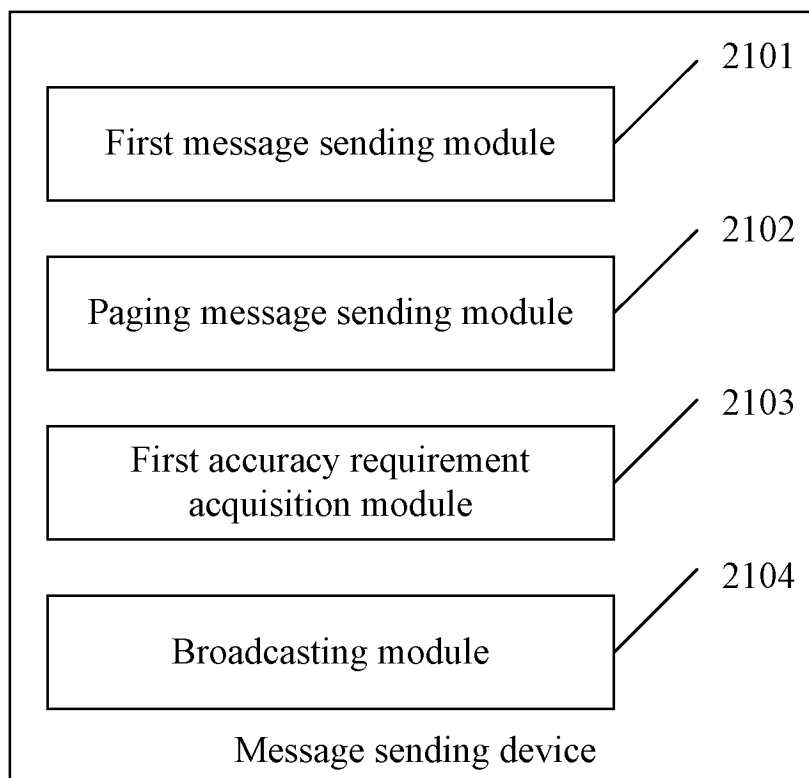 2101
First message sending module
2102
Paging message sending module
2103
First accuracy requirement
acquisition module
2104
Broadcasting module
Message sending device